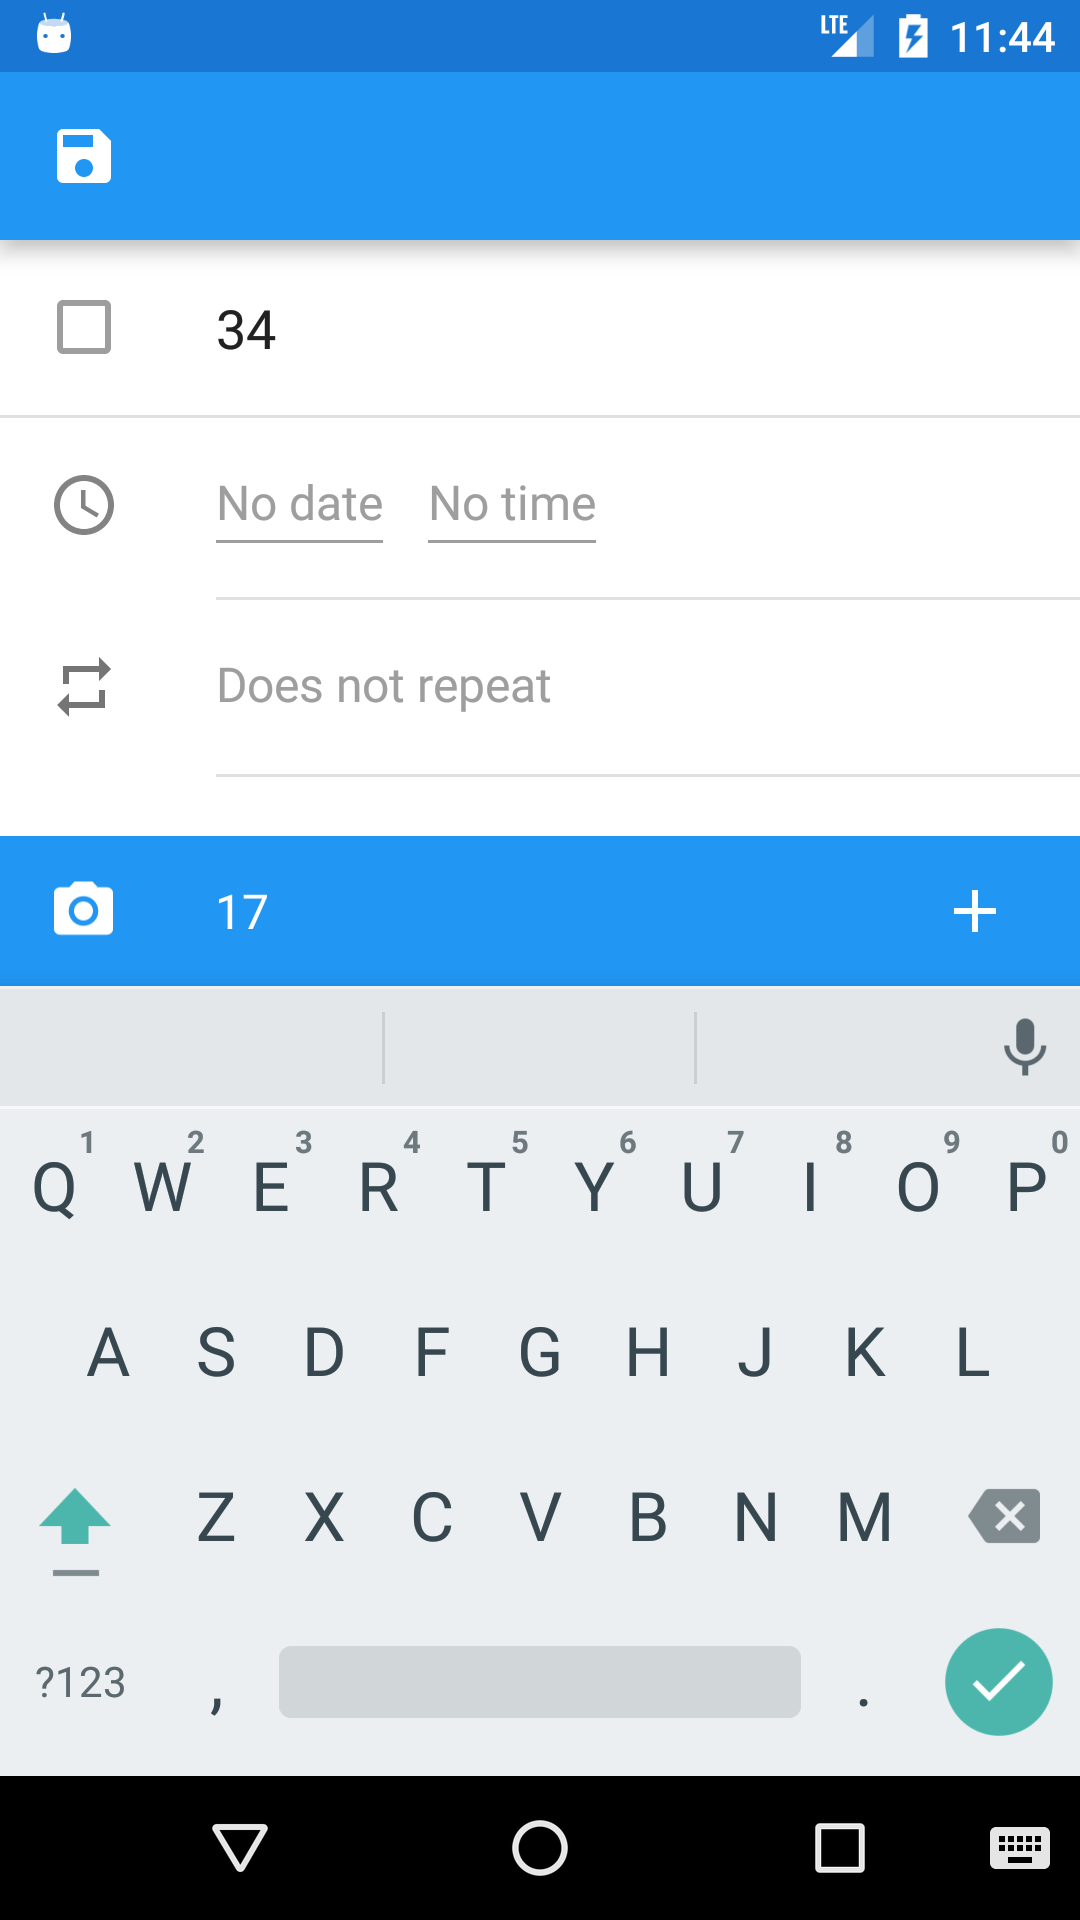 LTE 11:44
34
No date No time
Does not repeat
17
1 2 3 4 5 6 7 8 9 0
Q W E R T Y U I O P
A S D F G H J K L
Z X C V B N M
?123 , .